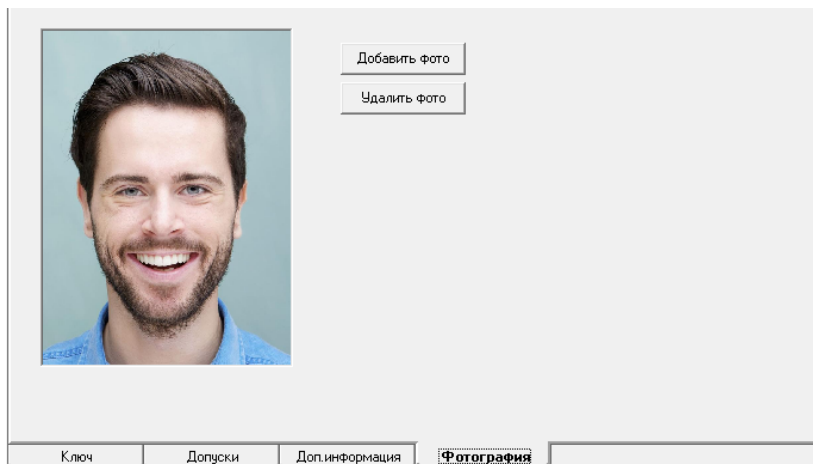 Добавить фото
Удалить фото
Ключ Допуски Доп.информация Фотография